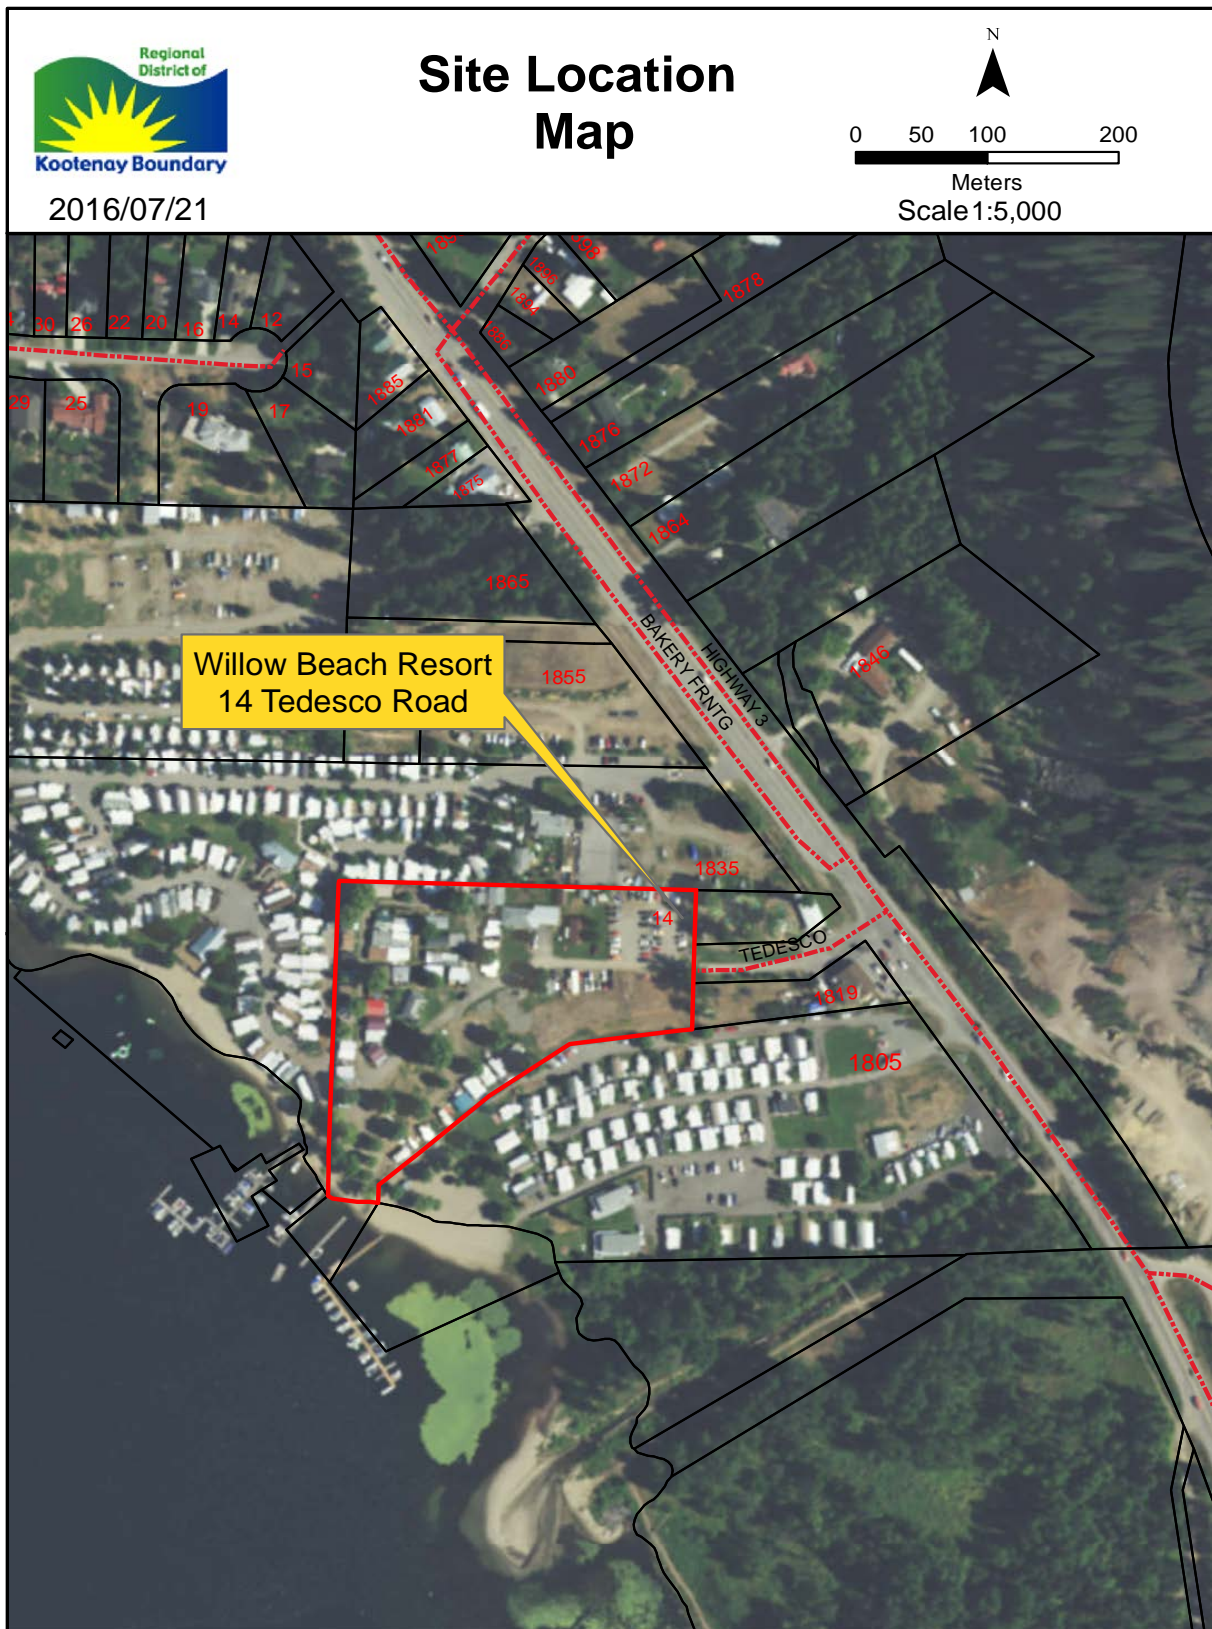 Regional
District of
Kootenay Boundary
2016/07/21
Site Location
Map
N
0 50 100 200
Meters
Scale 1:5,000
1896
1894
1886
1878
30 26 22 20 16 14 12
15
29 25 19 17
1885
1881
1877
1875
1880
1876
1872
1864
1865
BAKERY FRNTG
HIGHWAY 3
1846
Willow Beach Resort
14 Tedesco Road
1855
1835
14
TEDESCO
1819
1805